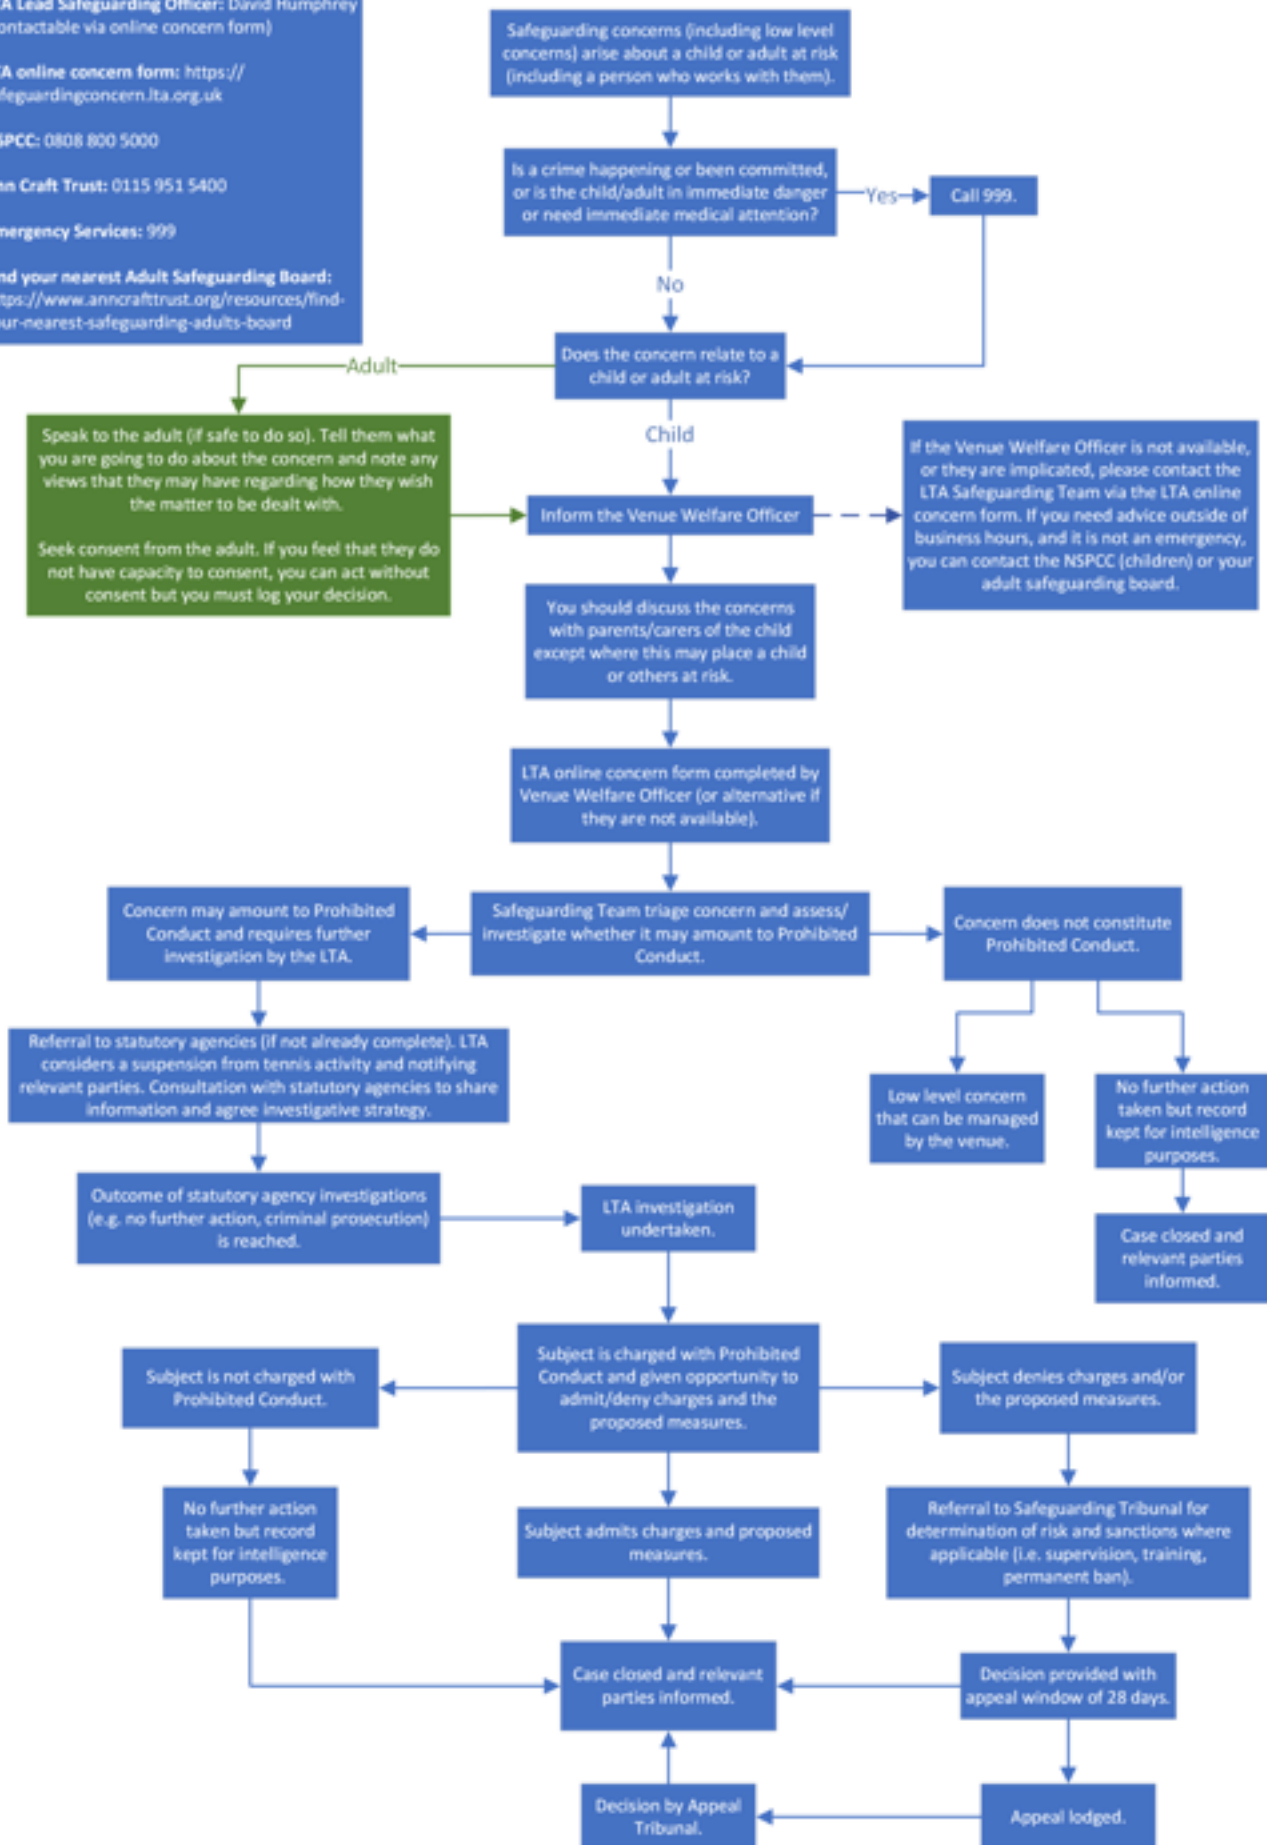 A Lead Safeguarding Officer: David Humphrey
ontactable via online concern form)
A online concern form: https://
feguardingconcern.lta.org.uk
SPCC: 0808 800 5000
nn Craft Trust: 0115 951 5400
mergency Services: 999
nd your nearest Adult Safeguarding Board:
tps://www.anncrafttrust.org/resources/find-
ur-nearest-safeguarding-adults-board
Safeguarding concerns (including low level
concerns) arise about a child or adult at risk
(including a person who works with them).
Is a crime happening or been committed,
or is the child/adult in immediate danger
or need immediate medical attention?
Yes
Call 999.
No
Does the concern relate to a
child or adult at risk?
Adult
Child
Speak to the adult (if safe to do so). Tell them what
you are going to do about the concern and note any
views that they may have regarding how they wish
the matter to be dealt with.
Seek consent from the adult. If you feel that they do
not have capacity to consent, you can act without
consent but you must log your decision.
Inform the Venue Welfare Officer
If the Venue Welfare Officer is not available,
or they are implicated, please contact the
LTA Safeguarding Team via the LTA online
concern form. If you need advice outside of
business hours, and it is not an emergency,
you can contact the NSPCC (children) or your
adult safeguarding board.
You should discuss the concerns
with parents/carers of the child
except where this may place a child
or others at risk.
LTA online concern form completed by
Venue Welfare Officer (or alternative if
they are not available).
Concern may amount to Prohibited
Conduct and requires further
investigation by the LTA.
Safeguarding Team triage concern and assess/
investigate whether it may amount to Prohibited
Conduct.
Concern does not constitute
Prohibited Conduct.
Referral to statutory agencies (if not already complete). LTA
considers a suspension from tennis activity and notifying
relevant parties. Consultation with statutory agencies to share
information and agree investigative strategy.
Low level concern
that can be managed
by the venue.
No further action
taken but record
kept for intelligence
purposes.
Outcome of statutory agency investigations
(e.g. no further action, criminal prosecution)
is reached.
LTA investigation
undertaken.
Case closed and
relevant parties
informed.
Subject is not charged with
Prohibited Conduct.
Subject is charged with Prohibited
Conduct and given opportunity to
admit/deny charges and the
proposed measures.
Subject denies charges and/or
the proposed measures.
No further action
taken but record
kept for intelligence
purposes.
Subject admits charges and proposed
measures.
Referral to Safeguarding Tribunal for
determination of risk and sanctions where
applicable (i.e. supervision, training,
permanent ban).
Case closed and relevant
parties informed.
Decision provided with
appeal window of 28 days.
Decision by Appeal
Tribunal.
Appeal lodged.